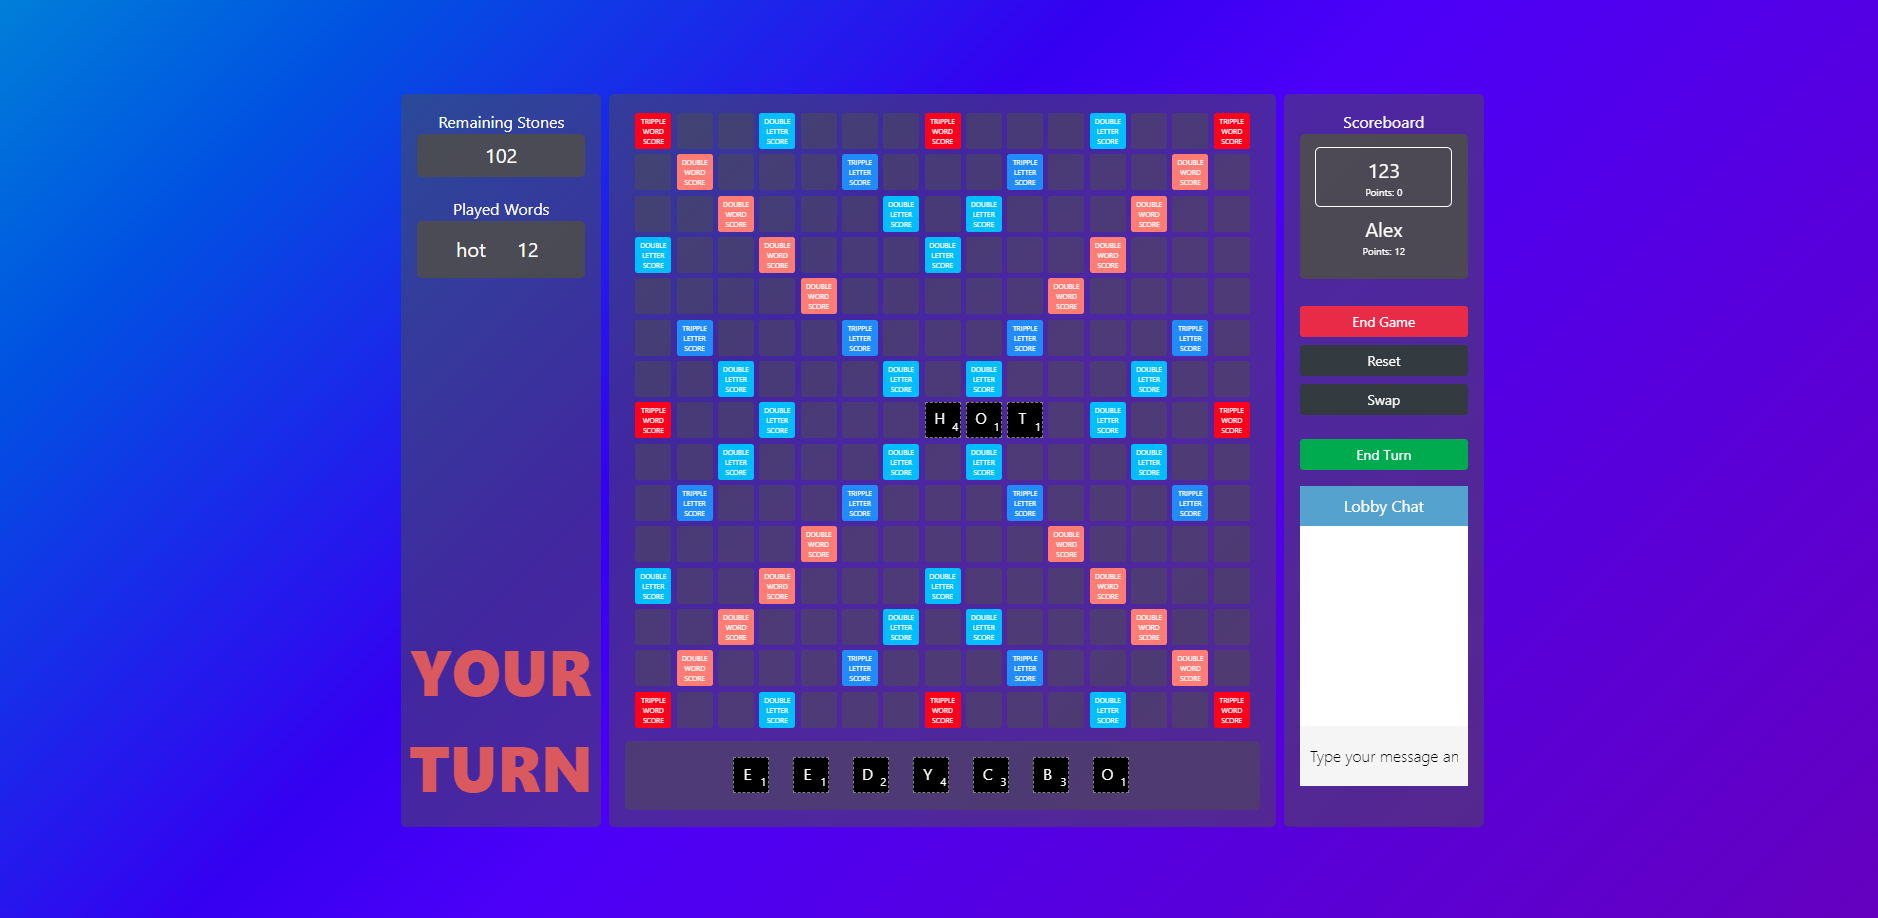 Remaining Stones
102
Played Words
hot 12
YOUR
TURN
TRIPPLE DOUBLE TRIPPLE DOUBLE TRIPPLE
WORD LETTER WORD LETTER WORD
SCORE SCORE SCORE SCORE SCORE
DOUBLE TRIPPLE TRIPPLE DOUBLE
WORD LETTER LETTER WORD
SCORE SCORE SCORE SCORE
DOUBLE DOUBLE DOUBLE DOUBLE
WORD LETTER LETTER WORD
SCORE SCORE SCORE SCORE
DOUBLE DOUBLE DOUBLE DOUBLE
LETTER WORD LETTER WORD
SCORE SCORE SCORE SCORE
DOUBLE DOUBLE
WORD WORD
SCORE SCORE
TRIPPLE TRIPPLE TRIPPLE TRIPPLE
LETTER LETTER LETTER LETTER
SCORE SCORE SCORE SCORE
DOUBLE DOUBLE DOUBLE DOUBLE
LETTER LETTER LETTER LETTER
SCORE SCORE SCORE SCORE
TRIPPLE DOUBLE DOUBLE TRIPPLE
WORD LETTER H 4 O 1 T 1 LETTER WORD
SCORE SCORE SCORE SCORE
DOUBLE DOUBLE DOUBLE DOUBLE
LETTER LETTER LETTER LETTER
SCORE SCORE SCORE SCORE
TRIPPLE TRIPPLE TRIPPLE TRIPPLE
LETTER LETTER LETTER LETTER
SCORE SCORE SCORE SCORE
DOUBLE DOUBLE
WORD WORD
SCORE SCORE
DOUBLE DOUBLE DOUBLE DOUBLE
LETTER WORD LETTER WORD
SCORE SCORE SCORE SCORE
DOUBLE DOUBLE DOUBLE DOUBLE
WORD LETTER LETTER WORD
SCORE SCORE SCORE SCORE
DOUBLE TRIPPLE TRIPPLE DOUBLE
WORD LETTER LETTER WORD
SCORE SCORE SCORE SCORE
TRIPPLE DOUBLE TRIPPLE DOUBLE TRIPPLE
WORD LETTER WORD LETTER WORD
SCORE SCORE SCORE SCORE SCORE
E 1 E 1 D 2 Y 4 C 3 B 3 O 1
Scoreboard
123
Points: 0
Alex
Points: 12
End Game
Reset
Swap
End Turn
Lobby Chat
Type your message an